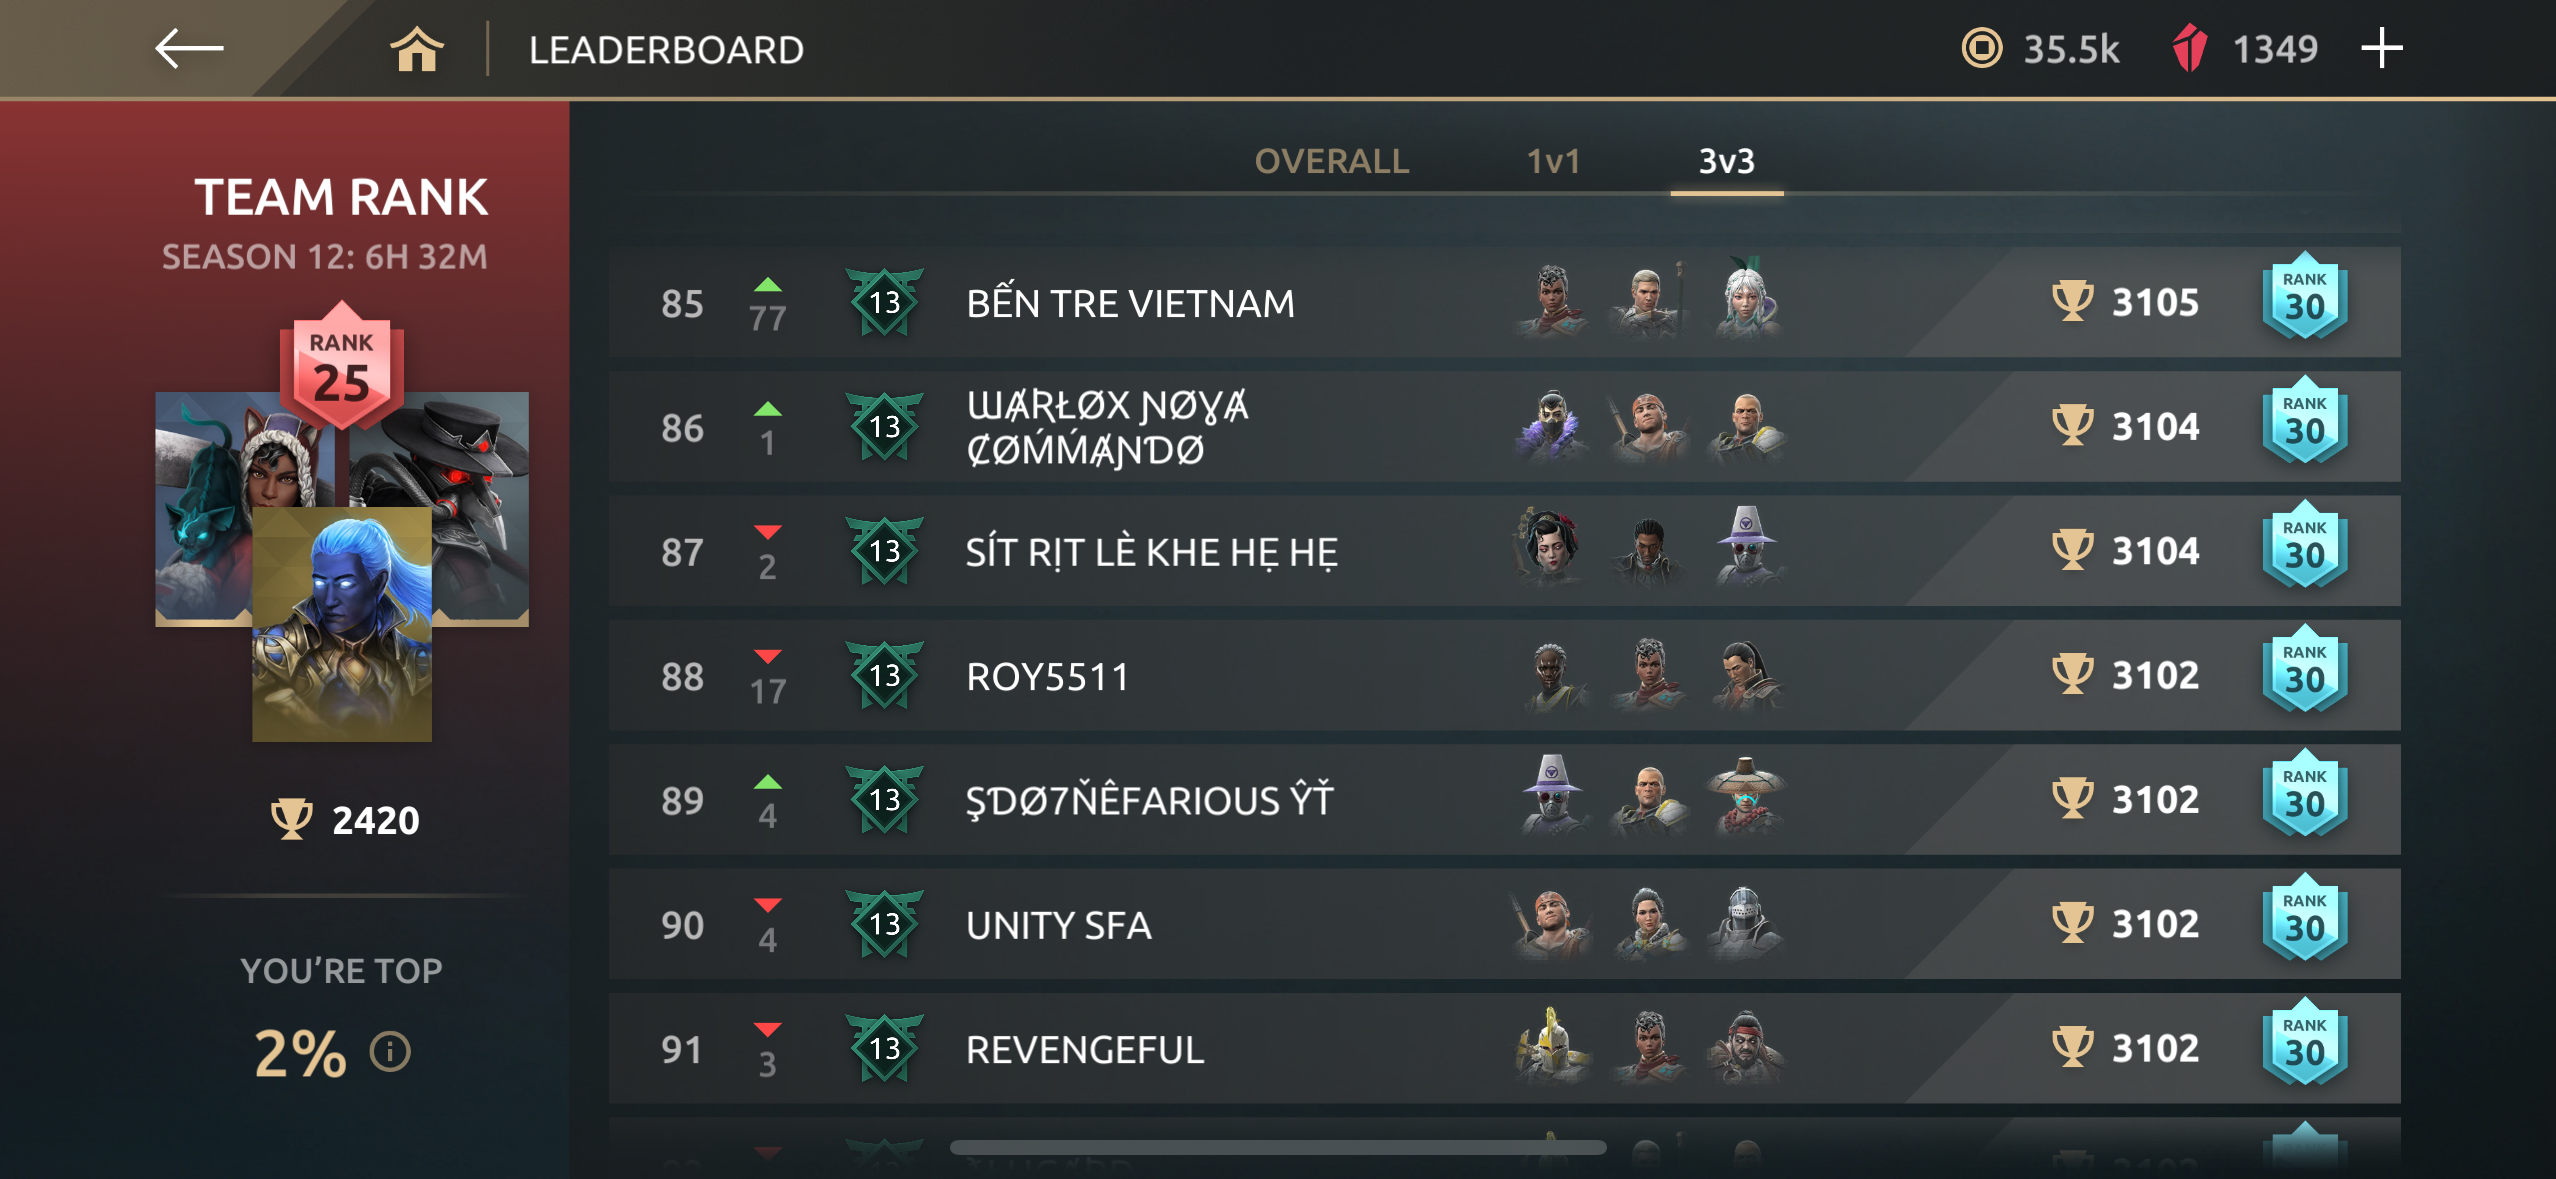 LEADERBOARD
35.5k
1349
TEAM RANK
SEASON 12: 6H 32M
RANK
25
2420
YOU'RE TOP
2%
OVERALL
1v1
3v3
85
77
13
BẾN TRE VIETNAM
3105
RANK
30
86
1
13
ƜȺⱤŁØX ƝØƔȺ
ȻØḾḾȺƝƊØ
3104
RANK
30
87
2
13
SÍT RỊT LÈ KHE HẸ HẸ
3104
RANK
30
88
17
13
ROY5511
3102
RANK
30
89
4
13
ŞƊØ7ŇÊFARIOUS ŶŤ
3102
RANK
30
90
4
13
UNITY SFA
3102
RANK
30
91
3
13
REVENGEFUL
3102
RANK
30